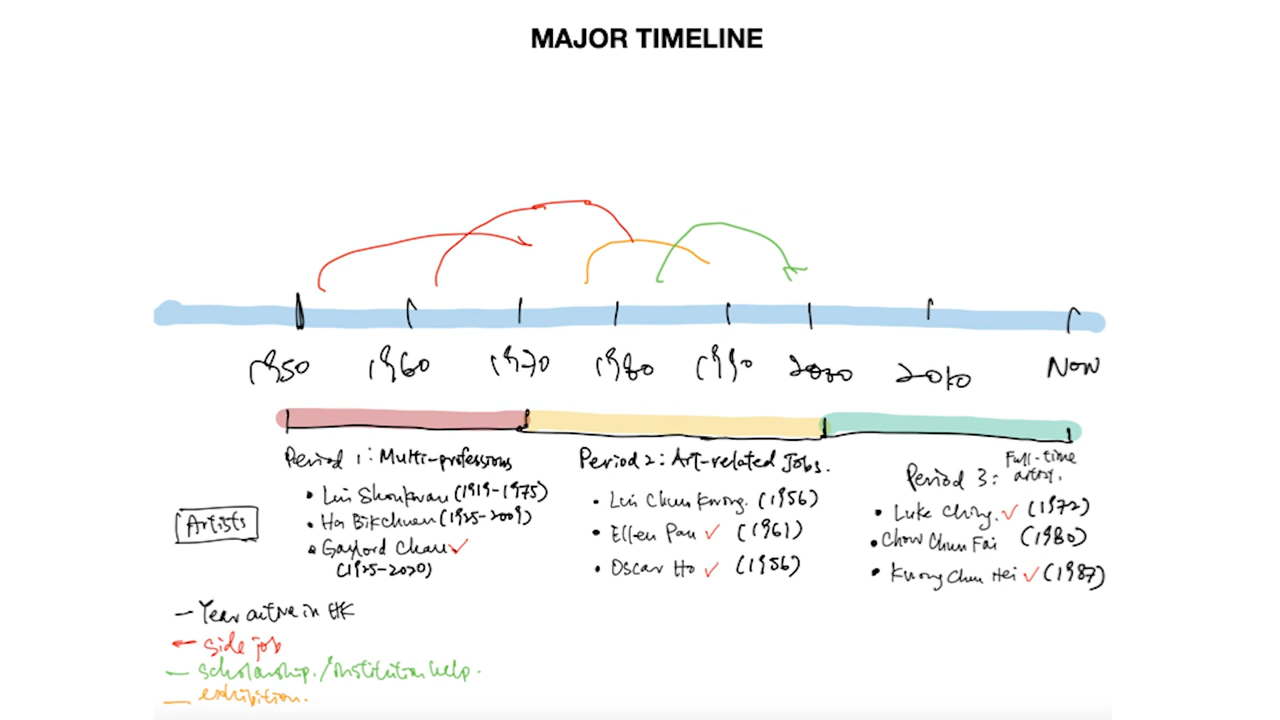 MAJOR TIMELINE
1950 1960 1970 1980 1990 2000 2010 Now
Period 1: Multi-professions
• Lui Shoukwan (1919-1975)
• Ha Bikchuen (1925-2009)
• Gaylord Chan ✓
(1925-2020)
Period 2: Art-related Jobs.
• Lui Chun Kwong. (1956)
• Ellen Pau ✓ (1961)
• Oscar Ho ✓ (1956)
Period 3: Full-time
artist.
• Luke Ching. ✓ (1972)
• Chow Chun Fai (1980)
• Kwong Chun Hei ✓ (1987)
Artists
— Year active in HK
← side job
— scholarship./institution help.
— exhibition.